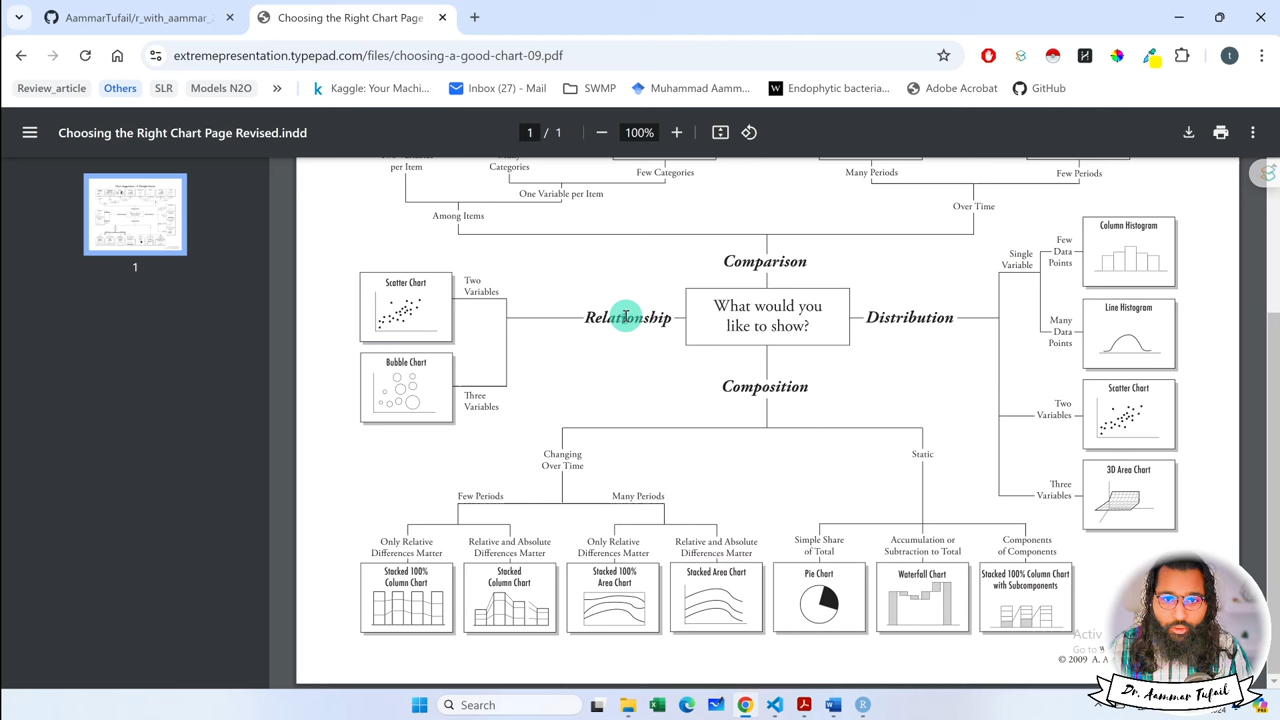 AammarTufail/r_with_aammar_
Choosing the Right Chart Page
extremepresentation.typepad.com/files/choosing-a-good-chart-09.pdf
t
Review_article
Others
SLR
Models N2O
Kaggle: Your Machin...
Inbox (27) - Mail
SWMP
Muhammad Aamm...
Endophytic bacteria...
Adobe Acrobat
GitHub
Choosing the Right Chart Page Revised.indd
1 / 1
100%
1
per Item
Categories
Few Categories
Many Periods
Few Periods
One Variable per Item
Among Items
Over Time
Comparison
What would you
like to show?
Relationship
Two
Variables
Scatter Chart
Three
Variables
Bubble Chart
Distribution
Single
Variable
Few
Data
Points
Column Histogram
Many
Data
Points
Line Histogram
Two
Variables
Scatter Chart
Three
Variables
3D Area Chart
Composition
Changing
Over Time
Static
Few Periods
Many Periods
Only Relative
Differences Matter
Relative and Absolute
Differences Matter
Only Relative
Differences Matter
Relative and Absolute
Differences Matter
Simple Share
of Total
Accumulation or
Subtraction to Total
Components
of Components
Stacked 100%
Column Chart
Stacked
Column Chart
Stacked 100%
Area Chart
Stacked Area Chart
Pie Chart
Waterfall Chart
Stacked 100% Column Chart
with Subcomponents
Activ
Go to
© 2009 A. A
Dr. Aammar Tufail
Search